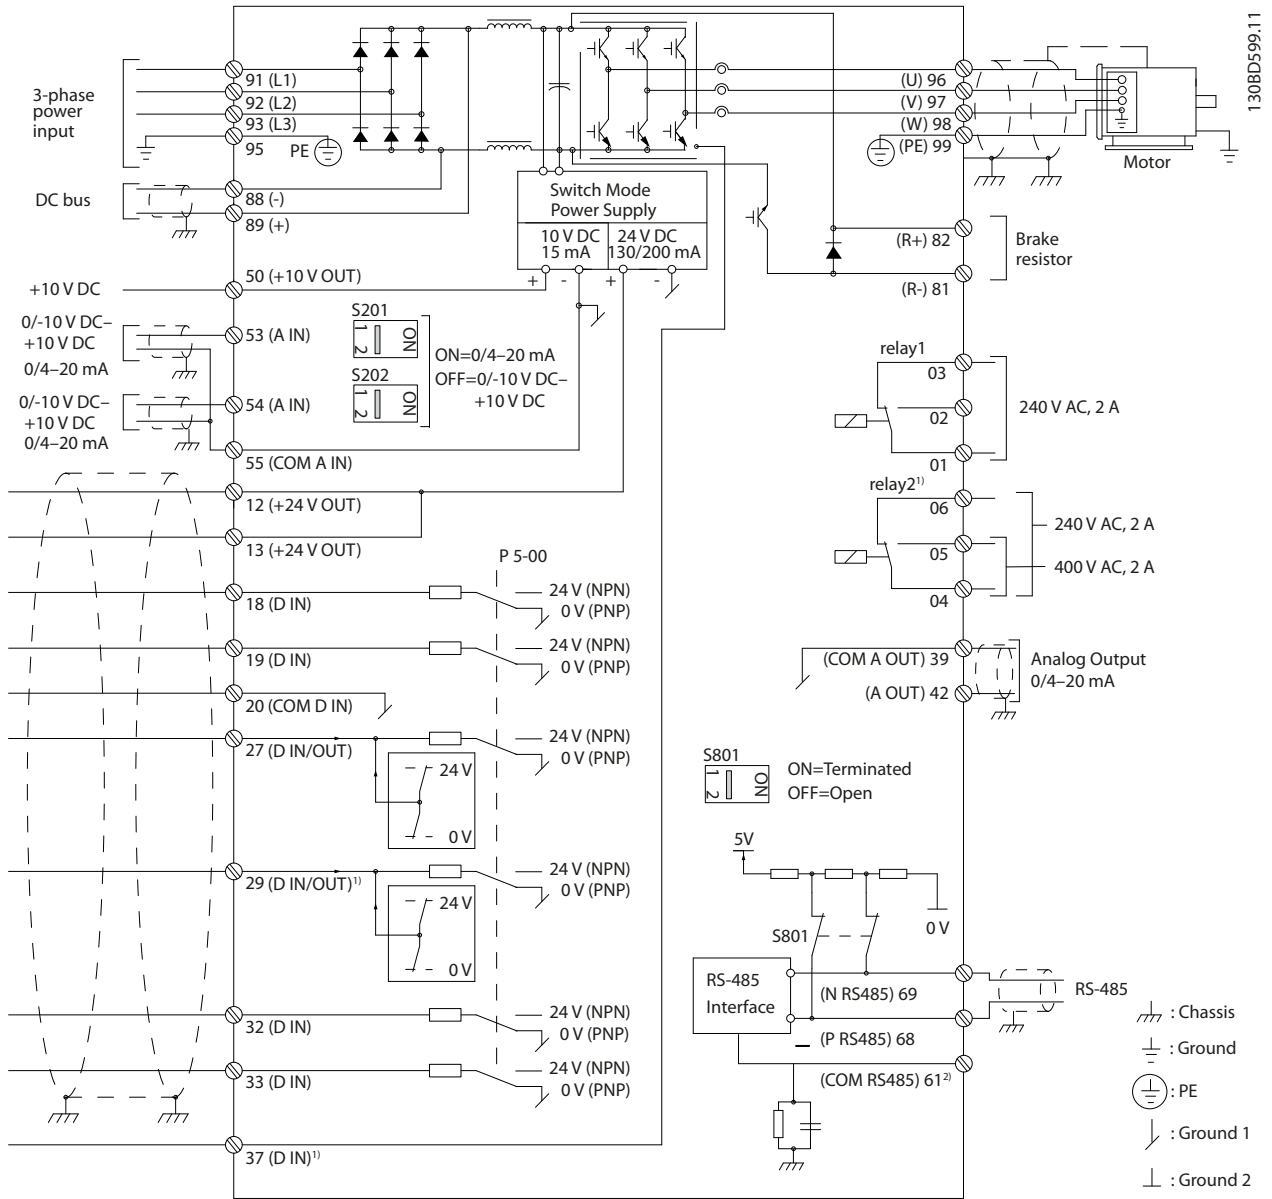 130BD599.11
3-phase
power
input
91 (L1)
92 (L2)
93 (L3)
95
PE
DC bus
88 (-)
89 (+)
Switch Mode
Power Supply
10 V DC
15 mA
24 V DC
130/200 mA
+ - + -
(U) 96
(V) 97
(W) 98
(PE) 99
Motor
(R+) 82
(R-) 81
Brake
resistor
+10 V DC
50 (+10 V OUT)
0/-10 V DC–
+10 V DC
0/4–20 mA
53 (A IN)
0/-10 V DC–
+10 V DC
0/4–20 mA
54 (A IN)
55 (COM A IN)
S201
1 2
ON
S202
1 2
ON
ON=0/4–20 mA
OFF=0/-10 V DC–
+10 V DC
relay1
03
02
01
240 V AC, 2 A
relay2¹⁾
06
05
04
240 V AC, 2 A
400 V AC, 2 A
12 (+24 V OUT)
13 (+24 V OUT)
P 5-00
18 (D IN)
24 V (NPN)
0 V (PNP)
19 (D IN)
24 V (NPN)
0 V (PNP)
20 (COM D IN)
27 (D IN/OUT)
24 V (NPN)
0 V (PNP)
24 V
0 V
29 (D IN/OUT)¹⁾
24 V (NPN)
0 V (PNP)
24 V
0 V
32 (D IN)
24 V (NPN)
0 V (PNP)
33 (D IN)
24 V (NPN)
0 V (PNP)
37 (D IN)¹⁾
(COM A OUT) 39
(A OUT) 42
Analog Output
0/4–20 mA
S801
1 2
ON
ON=Terminated
OFF=Open
5V
0 V
S801
RS-485
Interface
(N RS485) 69
(P RS485) 68
(COM RS485) 61²⁾
RS-485
: Chassis
: Ground
: PE
: Ground 1
: Ground 2